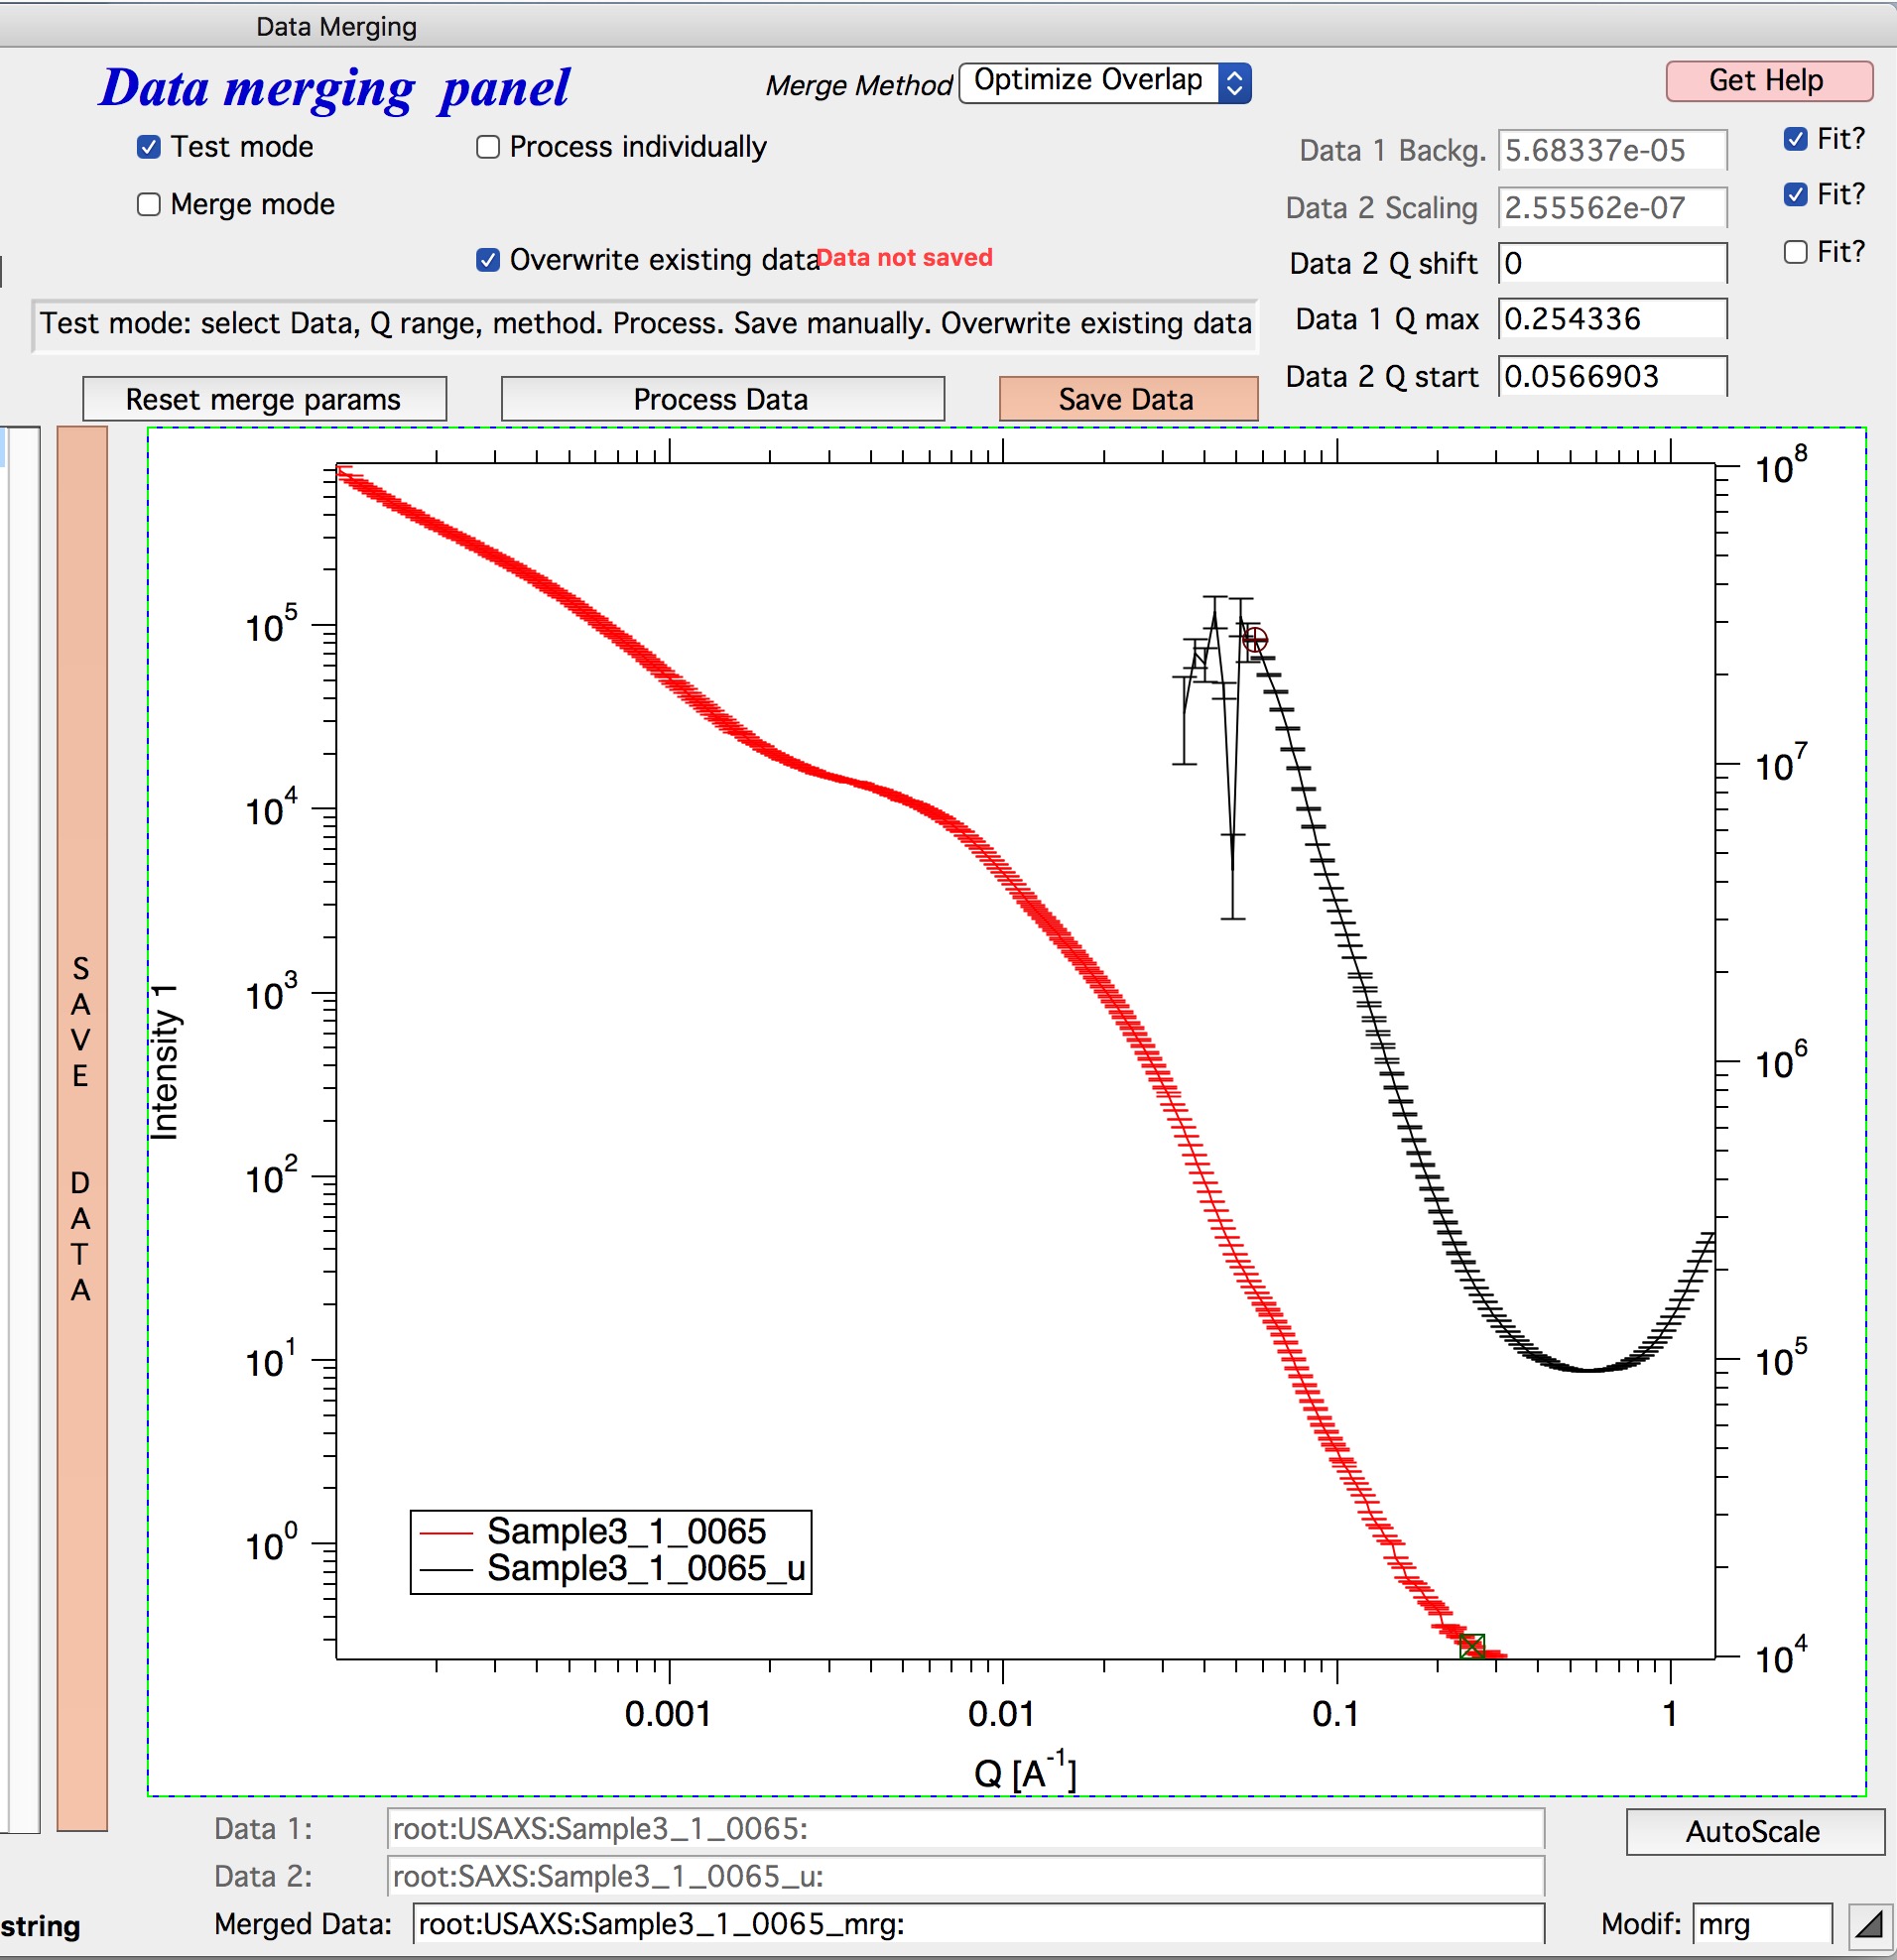 Data Merging
Data merging panel
Merge Method Optimize Overlap
Get Help
Test mode
Process individually
Data 1 Backg. 5.68337e-05
Fit?
Merge mode
Data 2 Scaling 2.55562e-07
Fit?
Overwrite existing data
Data not saved
Data 2 Q shift 0
Fit?
Test mode: select Data, Q range, method. Process. Save manually. Overwrite existing data
Data 1 Q max 0.254336
Data 2 Q start 0.0566903
Reset merge params
Process Data
Save Data
SAVE DATA
Intensity 1
10^5
10^4
10^3
10^2
10^1
10^0
10^8
10^7
10^6
10^5
10^4
Sample3_1_0065
Sample3_1_0065_u
0.001 0.01 0.1 1
Q [A^-1]
Data 1: root:USAXS:Sample3_1_0065:
AutoScale
Data 2: root:SAXS:Sample3_1_0065_u:
string
Merged Data: root:USAXS:Sample3_1_0065_mrg:
Modif: mrg